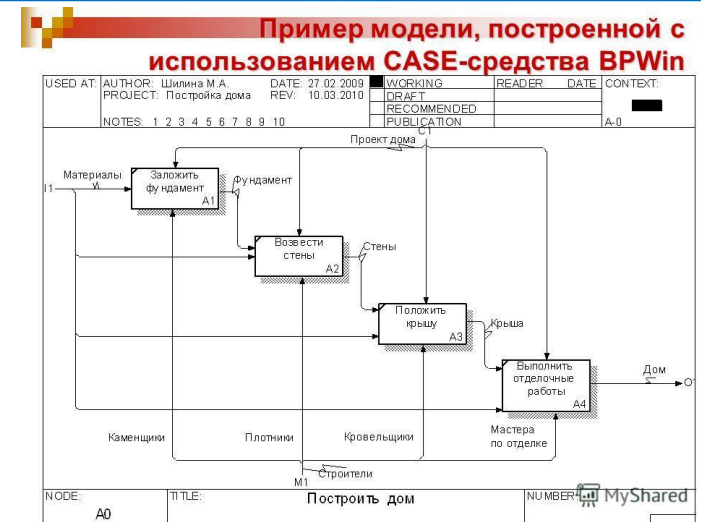 Пример модели, построенной с
использованием CASE-средства BPWin
USED AT: AUTHOR: Шилина М.А. DATE: 27.02.2009 WORKING READER DATE CONTEXT:
PROJECT: Постройка дома REV: 10.03.2010 DRAFT
RECOMMENDED
NOTES: 1 2 3 4 5 6 7 8 9 10 PUBLICATION A-0
C1
Проект дома
Материалы
I1
Заложить
фундамент
A1
Фундамент
Возвести
стены
A2
Стены
Положить
крышу
A3
Крыша
Выполнить
отделочные
работы
A4
Дом
O1
Каменщики
Плотники
Кровельщики
Мастера
по отделке
Строители
M1
NODE: TITLE: Построить дом NUMBER:
A0
MyShared